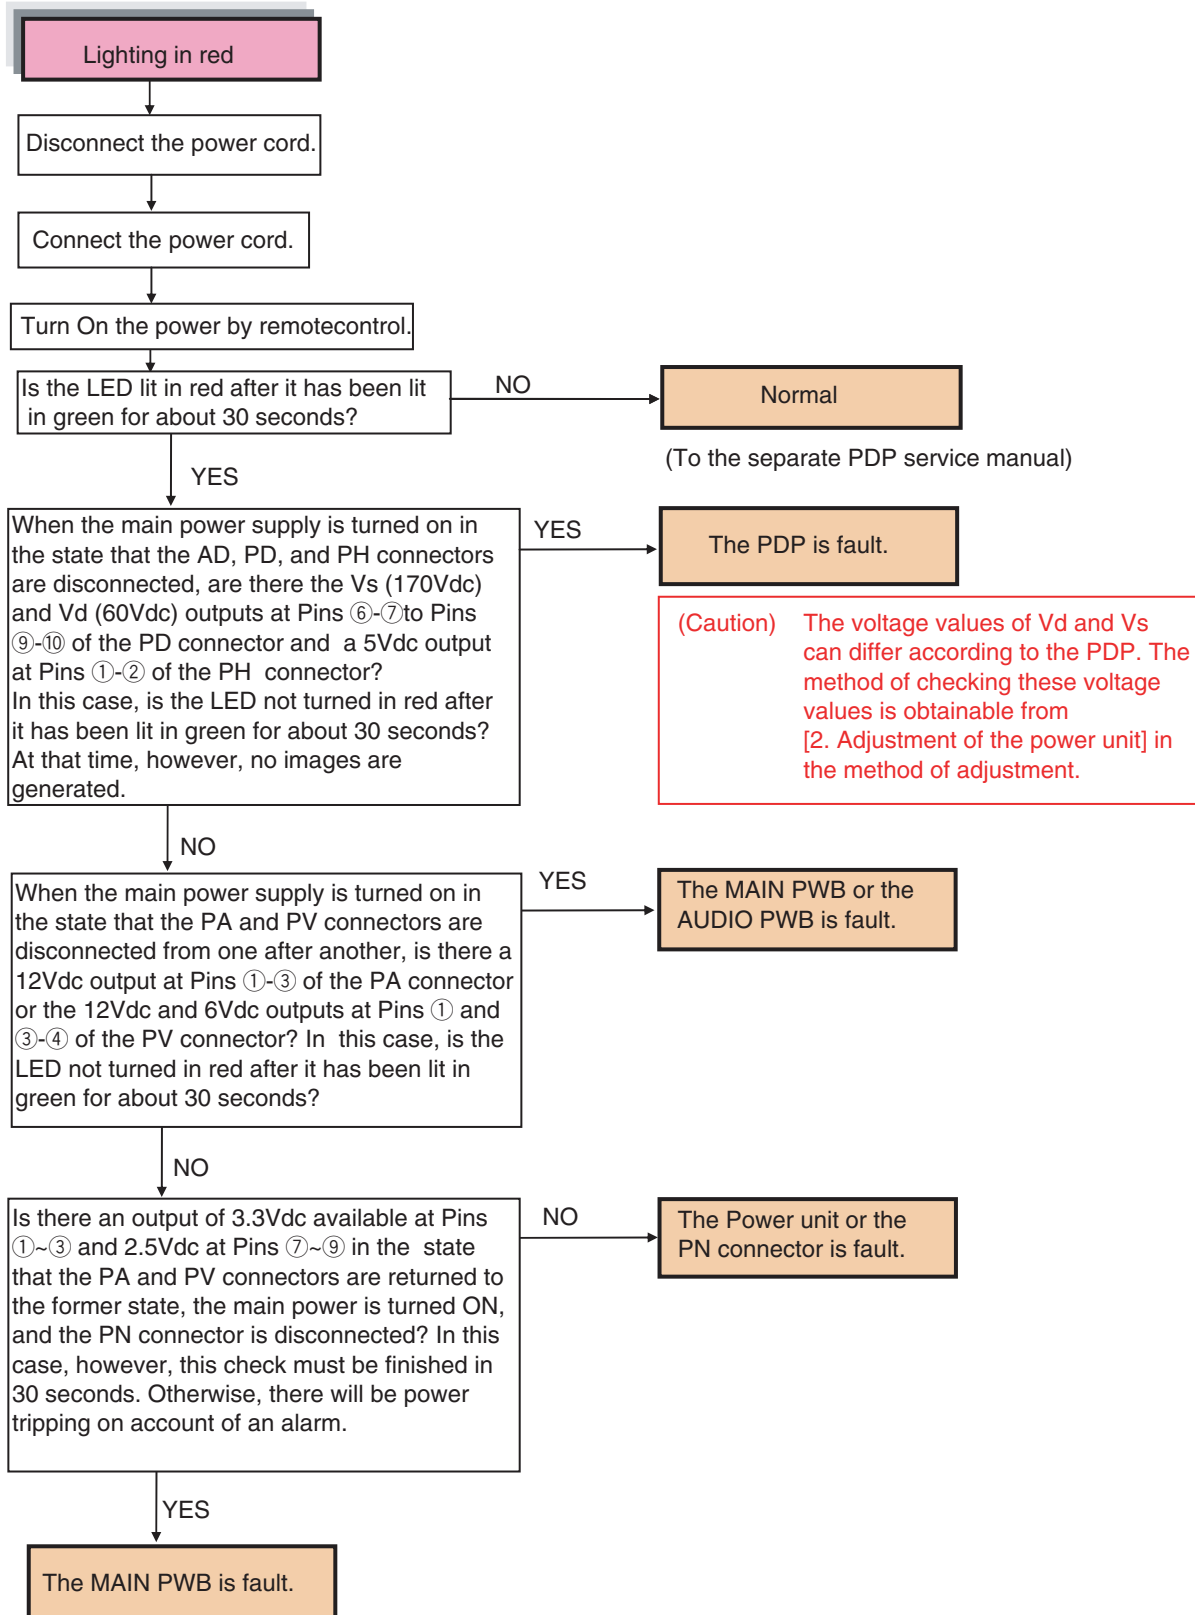 Lighting in red
Disconnect the power cord.
Connect the power cord.
Turn On the power by remotecontrol.
Is the LED lit in red after it has been lit
in green for about 30 seconds?
NO
Normal
(To the separate PDP service manual)
YES
When the main power supply is turned on in
the state that the AD, PD, and PH connectors
are disconnected, are there the Vs (170Vdc)
and Vd (60Vdc) outputs at Pins ⑥-⑦to Pins
⑨-⑩ of the PD connector and a 5Vdc output
at Pins ①-② of the PH connector?
In this case, is the LED not turned in red after
it has been lit in green for about 30 seconds?
At that time, however, no images are
generated.
YES
The PDP is fault.
(Caution) The voltage values of Vd and Vs
can differ according to the PDP. The
method of checking these voltage
values is obtainable from
[2. Adjustment of the power unit] in
the method of adjustment.
NO
When the main power supply is turned on in
the state that the PA and PV connectors are
disconnected from one after another, is there a
12Vdc output at Pins ①-③ of the PA connector
or the 12Vdc and 6Vdc outputs at Pins ① and
③-④ of the PV connector? In this case, is the
LED not turned in red after it has been lit in
green for about 30 seconds?
YES
The MAIN PWB or the
AUDIO PWB is fault.
NO
Is there an output of 3.3Vdc available at Pins
①~③ and 2.5Vdc at Pins ⑦~⑨ in the state
that the PA and PV connectors are returned to
the former state, the main power is turned ON,
and the PN connector is disconnected? In this
case, however, this check must be finished in
30 seconds. Otherwise, there will be power
tripping on account of an alarm.
NO
The Power unit or the
PN connector is fault.
YES
The MAIN PWB is fault.